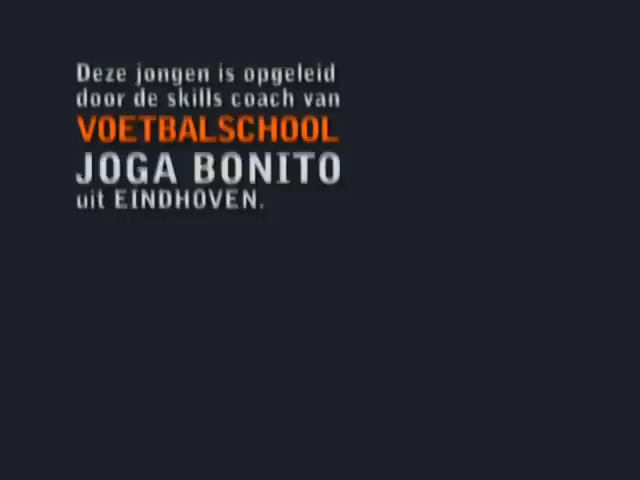 Deze jongen is opgeleid
door de skills coach van
VOETBALSCHOOL
JOGA BONITO
uit EINDHOVEN.